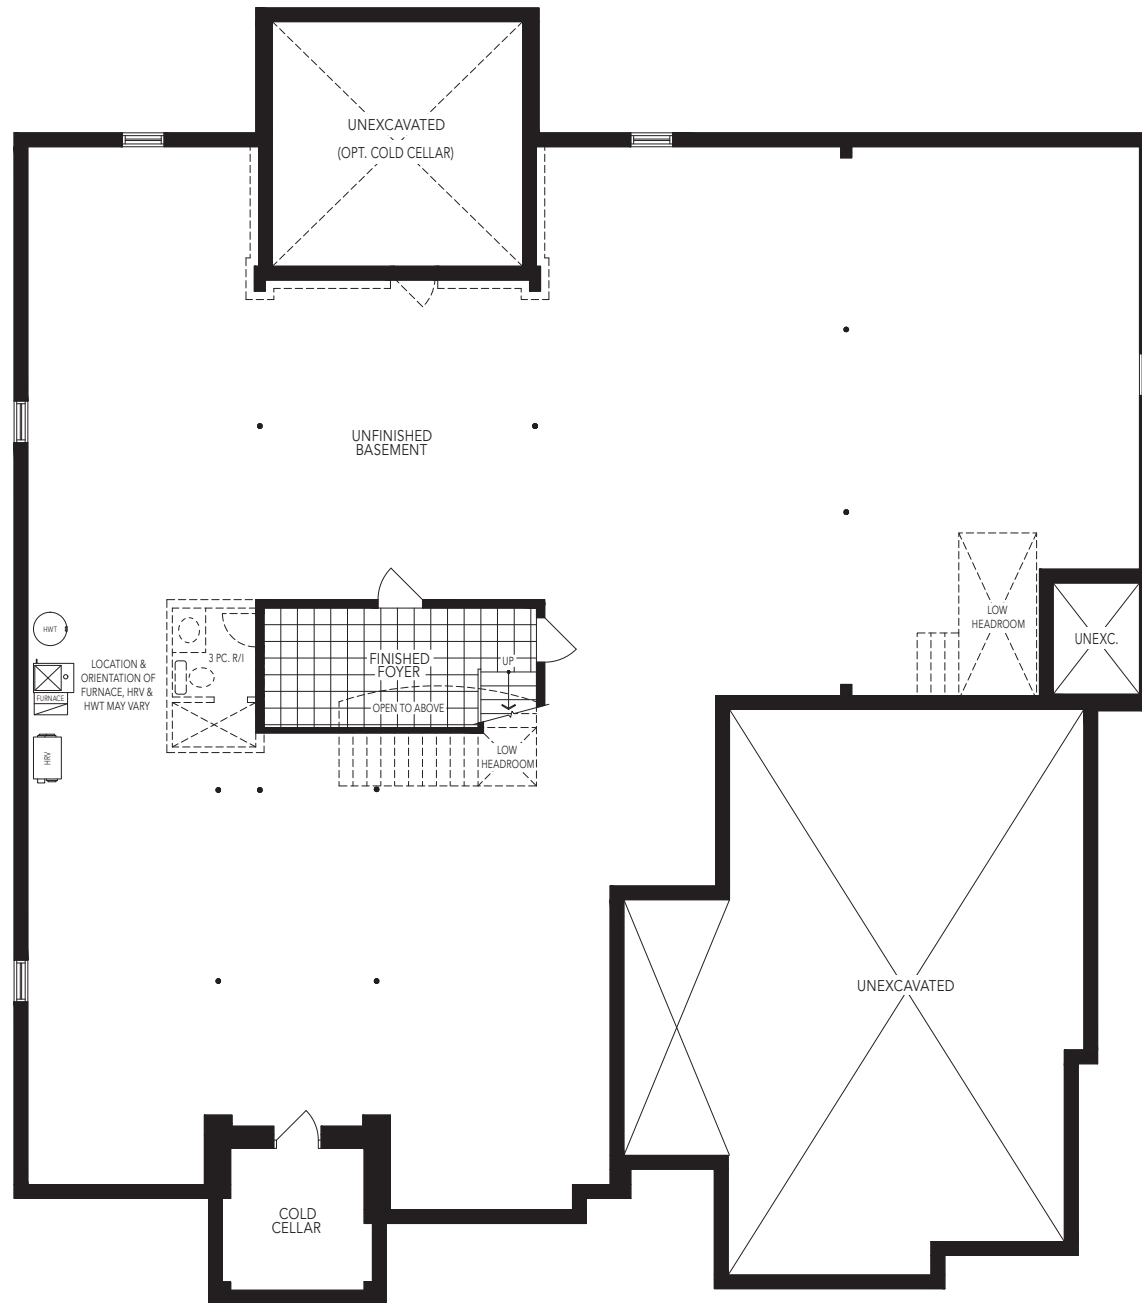 UNEXCAVATED
(OPT. COLD CELLAR)
UNFINISHED
BASEMENT
LOW
HEADROOM
UNEXC.
HWT
3 PC. R/I
FINISHED
FOYER
UP
LOCATION &
ORIENTATION OF
FURNACE, HRV &
HWT MAY VARY
FURNACE
OPEN TO ABOVE
HRV
LOW
HEADROOM
UNEXCAVATED
COLD
CELLAR